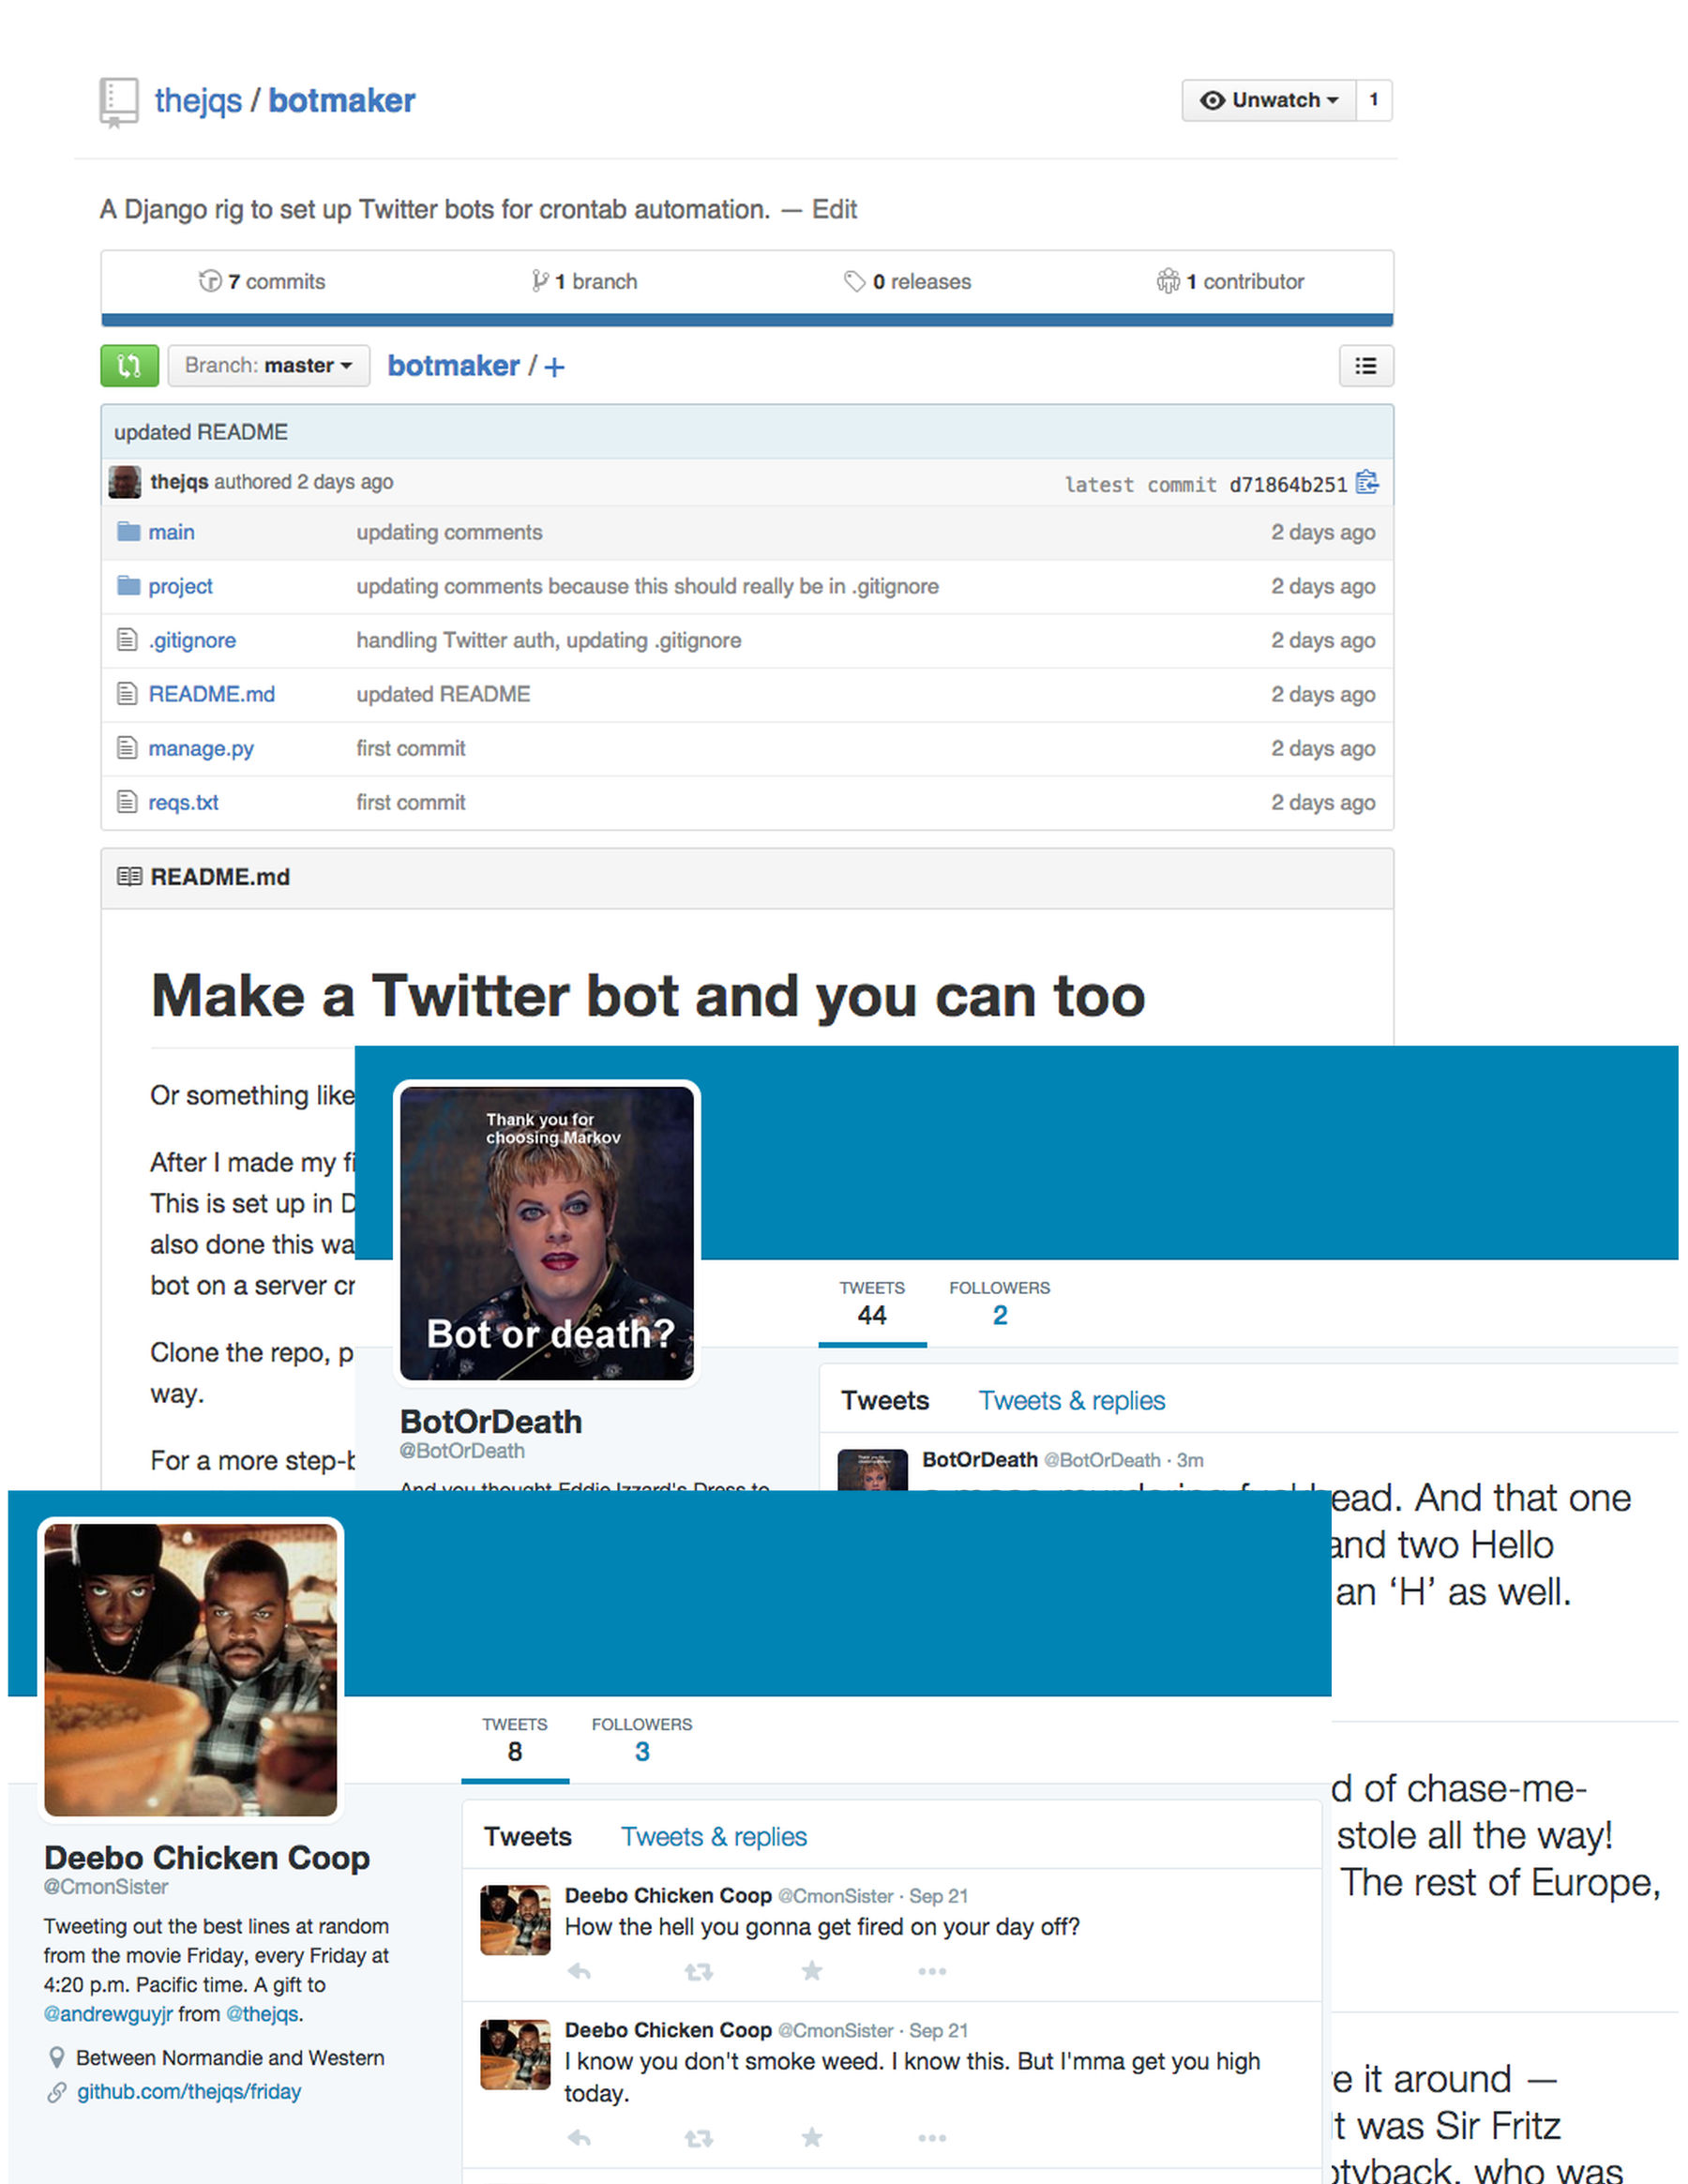 thejqs / botmaker
Unwatch 1
A Django rig to set up Twitter bots for crontab automation. — Edit
7 commits 1 branch 0 releases 1 contributor
Branch: master botmaker / +
updated README
thejqs authored 2 days ago latest commit d71864b251
main updating comments 2 days ago
project updating comments because this should really be in .gitignore 2 days ago
.gitignore handling Twitter auth, updating .gitignore 2 days ago
README.md updated README 2 days ago
manage.py first commit 2 days ago
reqs.txt first commit 2 days ago
README.md
Make a Twitter bot and you can too
Or something like
After I made my fi
This is set up in D
also done this wa
bot on a server cr
Clone the repo, p
way.
For a more step-b
Thank you for
choosing Markov
Bot or death?
TWEETS FOLLOWERS
44 2
BotOrDeath
@BotOrDeath
And you thought Eddie Izzard's Dress to
Tweets Tweets & replies
BotOrDeath @BotOrDeath · 3m
ead. And that one
and two Hello
an ‘H’ as well.
d of chase-me-
stole all the way!
The rest of Europe,
e it around —
It was Sir Fritz
tyback, who was
TWEETS FOLLOWERS
8 3
Deebo Chicken Coop
@CmonSister
Tweeting out the best lines at random
from the movie Friday, every Friday at
4:20 p.m. Pacific time. A gift to
@andrewguyjr from @thejqs.
Between Normandie and Western
github.com/thejqs/friday
Tweets Tweets & replies
Deebo Chicken Coop @CmonSister · Sep 21
How the hell you gonna get fired on your day off?
Deebo Chicken Coop @CmonSister · Sep 21
I know you don't smoke weed. I know this. But I'mma get you high
today.